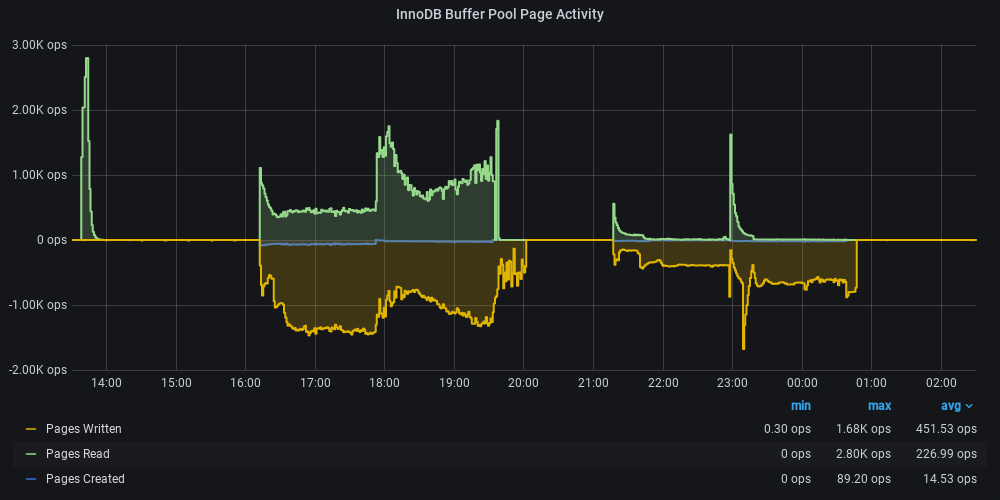 InnoDB Buffer Pool Page Activity
3.00K ops
2.00K ops
1.00K ops
0 ops
-1.00K ops
-2.00K ops
14:00 15:00 16:00 17:00 18:00 19:00 20:00 21:00 22:00 23:00 00:00 01:00 02:00
min max avg
Pages Written 0.30 ops 1.68K ops 451.53 ops
Pages Read 0 ops 2.80K ops 226.99 ops
Pages Created 0 ops 89.20 ops 14.53 ops